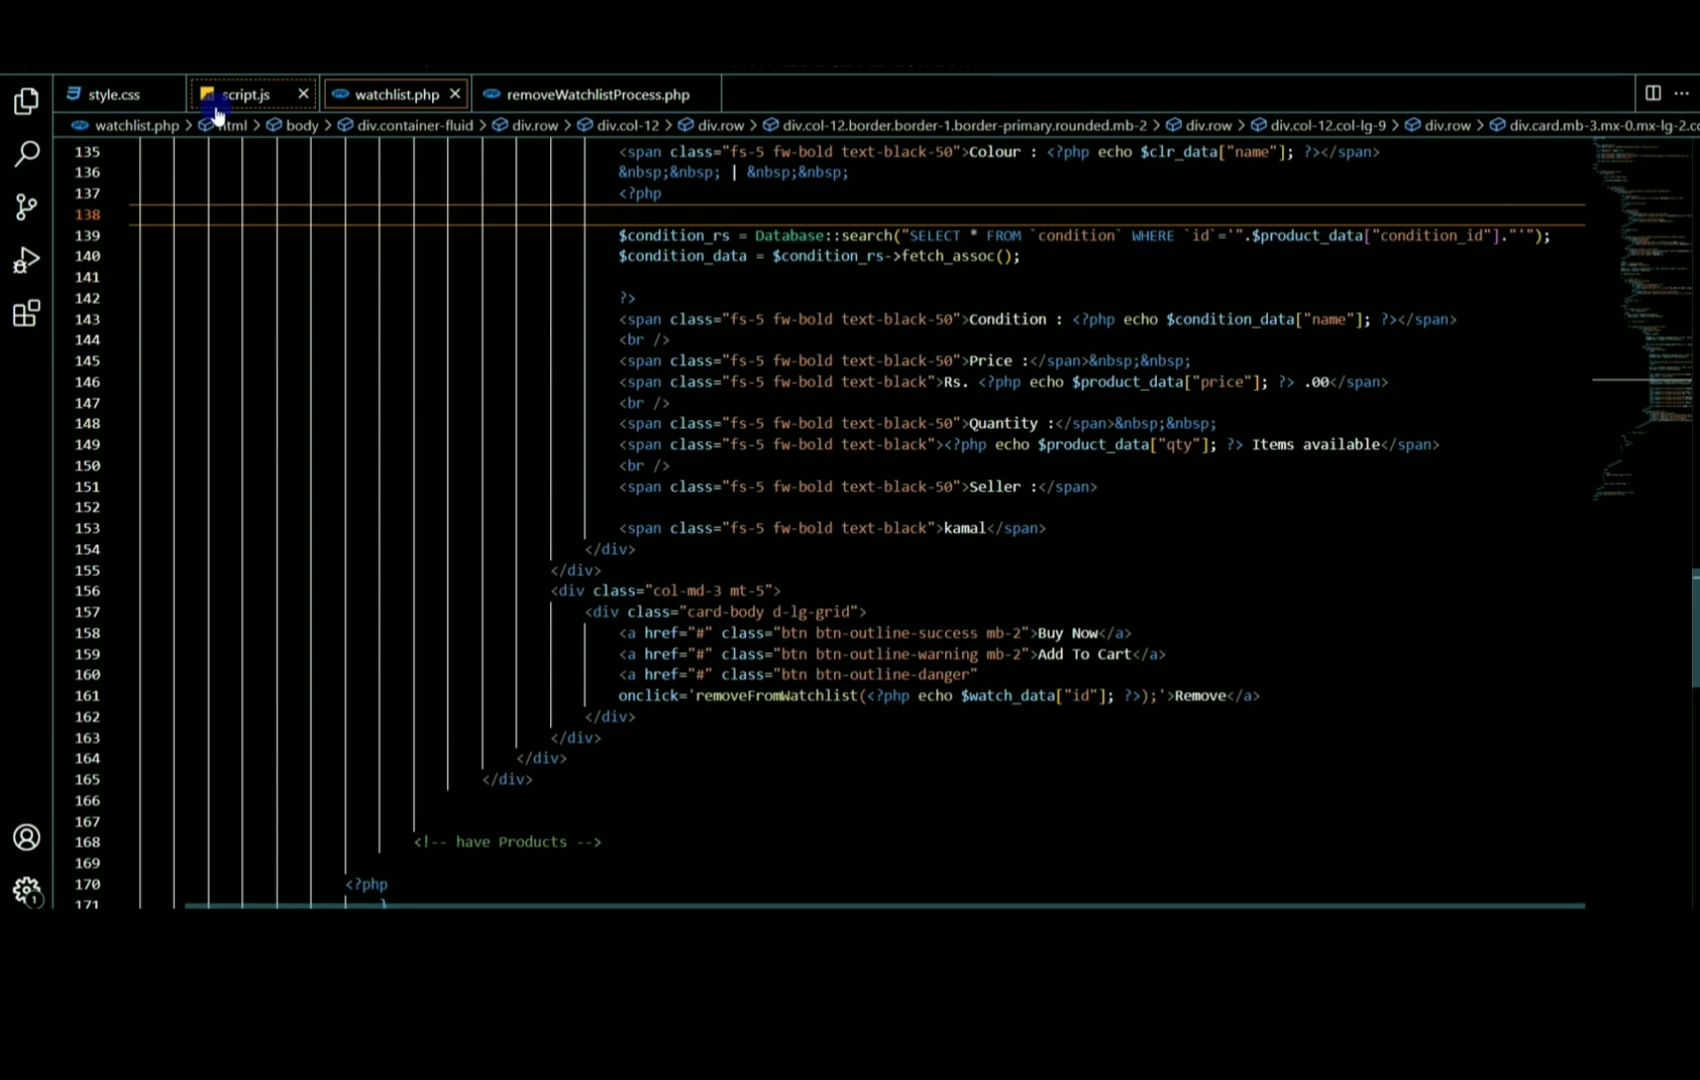 style.css
script.js
watchlist.php
removeWatchlistProcess.php
watchlist.php > html > body > div.container-fluid > div.row > div.col-12 > div.row > div.col-12.border.border-1.border-primary.rounded.mb-2 > div.row > div.col-12.col-lg-9 > div.row > div.card.mb-3.mx-0.mx-lg-2.co
135 <span class="fs-5 fw-bold text-black-50">Colour : <?php echo $clr_data["name"]; ?></span>
136 &nbsp;&nbsp; | &nbsp;&nbsp;
137 <?php
138
139 $condition_rs = Database::search("SELECT * FROM `condition` WHERE `id`='".$product_data["condition_id"]."'");
140 $condition_data = $condition_rs->fetch_assoc();
141
142 ?>
143 <span class="fs-5 fw-bold text-black-50">Condition : <?php echo $condition_data["name"]; ?></span>
144 <br />
145 <span class="fs-5 fw-bold text-black-50">Price :</span>&nbsp;&nbsp;
146 <span class="fs-5 fw-bold text-black">Rs. <?php echo $product_data["price"]; ?> .00</span>
147 <br />
148 <span class="fs-5 fw-bold text-black-50">Quantity :</span>&nbsp;&nbsp;
149 <span class="fs-5 fw-bold text-black"><?php echo $product_data["qty"]; ?> Items available</span>
150 <br />
151 <span class="fs-5 fw-bold text-black-50">Seller :</span>
152
153 <span class="fs-5 fw-bold text-black">kamal</span>
154 </div>
155 </div>
156 <div class="col-md-3 mt-5">
157 <div class="card-body d-lg-grid">
158 <a href="#" class="btn btn-outline-success mb-2">Buy Now</a>
159 <a href="#" class="btn btn-outline-warning mb-2">Add To Cart</a>
160 <a href="#" class="btn btn-outline-danger"
161 onclick='removeFromWatchlist(<?php echo $watch_data["id"]; ?>);'>Remove</a>
162 </div>
163 </div>
164 </div>
165 </div>
166
167
168 <!-- have Products -->
169
170 <?php
171 }
1